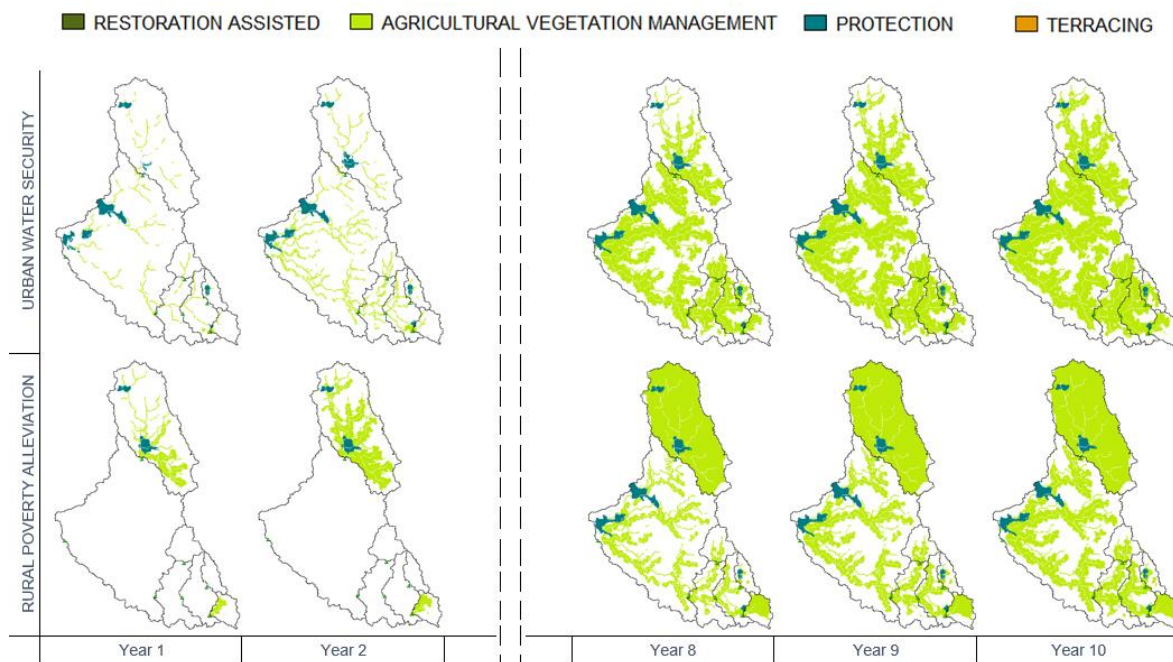 RESTORATION ASSISTED AGRICULTURAL VEGETATION MANAGEMENT PROTECTION TERRACING
URBAN WATER SECURITY
RURAL POVERTY ALLEVIATION
Year 1 Year 2 Year 8 Year 9 Year 10